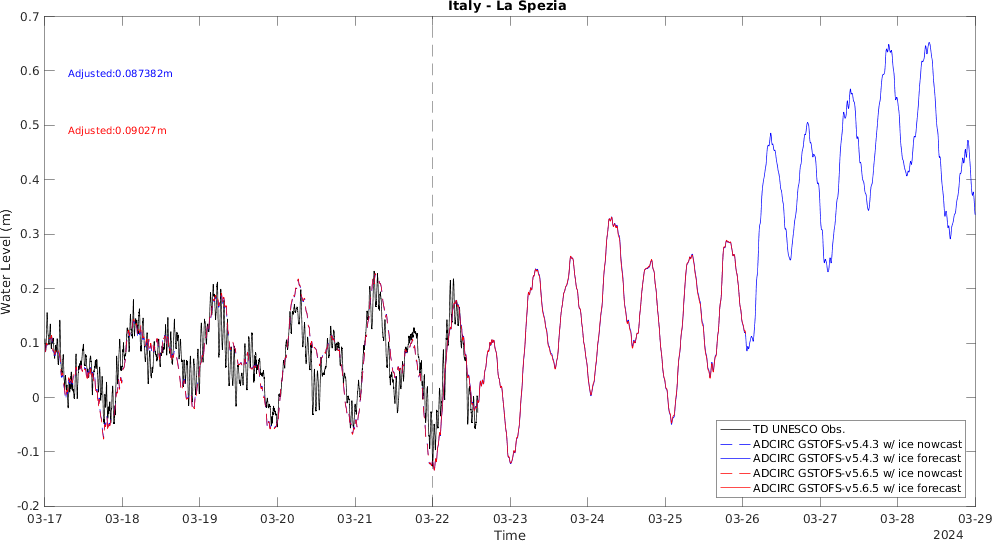 Italy - La Spezia
0.7
0.6
0.5
0.4
0.3
0.2
0.1
0
-0.1
-0.2
Water Level (m)
Adjusted:0.087382m
Adjusted:0.09027m
TD UNESCO Obs.
ADCIRC GSTOFS-v5.4.3 w/ ice nowcast
ADCIRC GSTOFS-v5.4.3 w/ ice forecast
ADCIRC GSTOFS-v5.6.5 w/ ice nowcast
ADCIRC GSTOFS-v5.6.5 w/ ice forecast
03-17 03-18 03-19 03-20 03-21 03-22 03-23 03-24 03-25 03-26 03-27 03-28 03-29
Time
2024